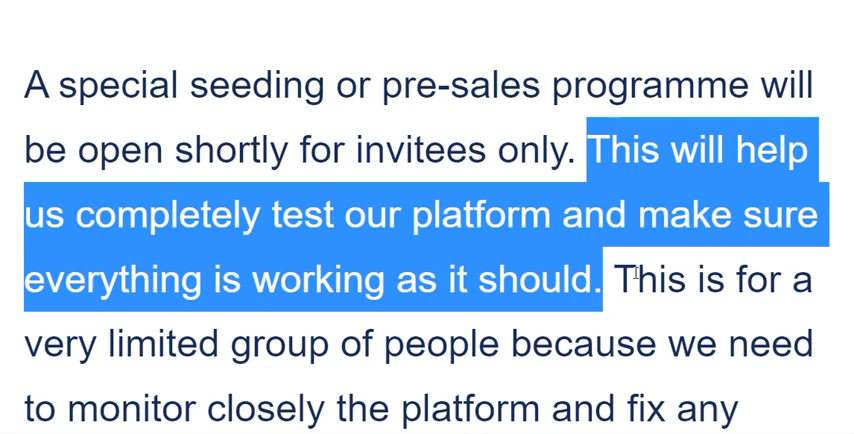 A special seeding or pre-sales programme will
be open shortly for invitees only. This will help
us completely test our platform and make sure
everything is working as it should. This is for a
very limited group of people because we need
to monitor closely the platform and fix any